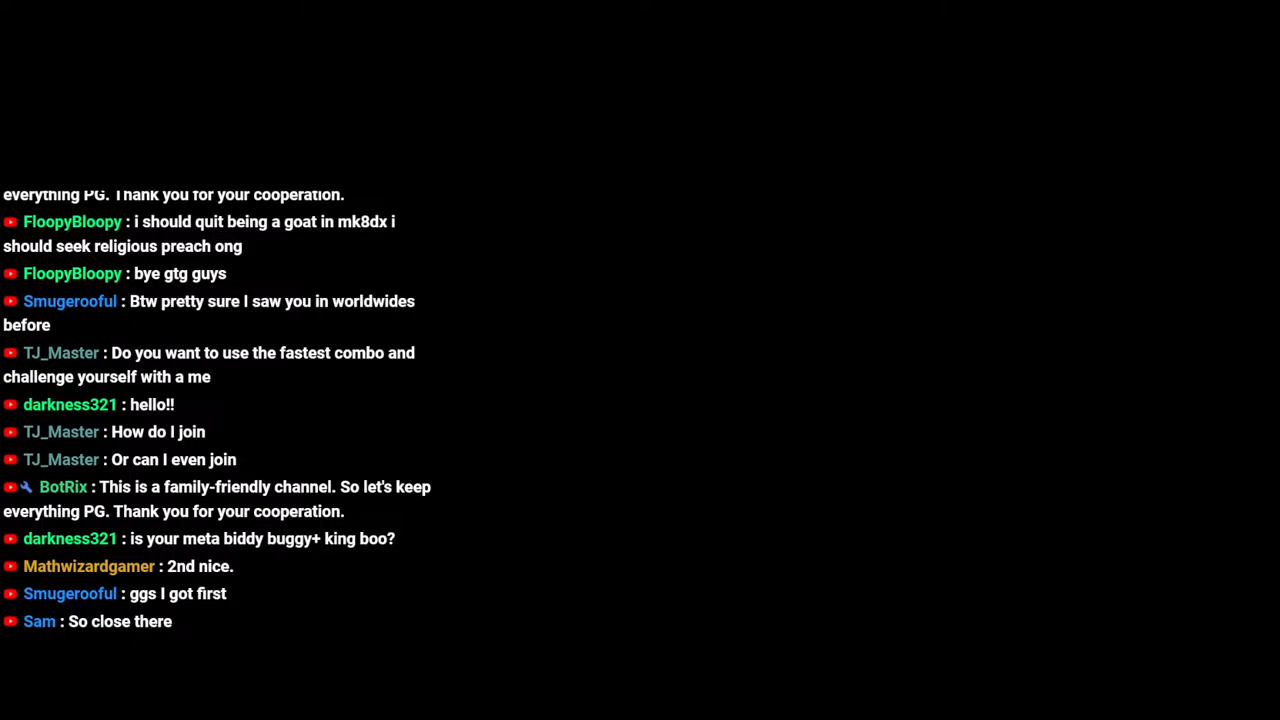 everything PG. Thank you for your cooperation.
FloopyBloopy : i should quit being a goat in mk8dx i
should seek religious preach ong
FloopyBloopy : bye gtg guys
Smugerooful : Btw pretty sure I saw you in worldwides
before
TJ_Master : Do you want to use the fastest combo and
challenge yourself with a me
darkness321 : hello!!
TJ_Master : How do I join
TJ_Master : Or can I even join
BotRix : This is a family-friendly channel. So let's keep
everything PG. Thank you for your cooperation.
darkness321 : is your meta biddy buggy+ king boo?
Mathwizardgamer : 2nd nice.
Smugerooful : ggs I got first
Sam : So close there